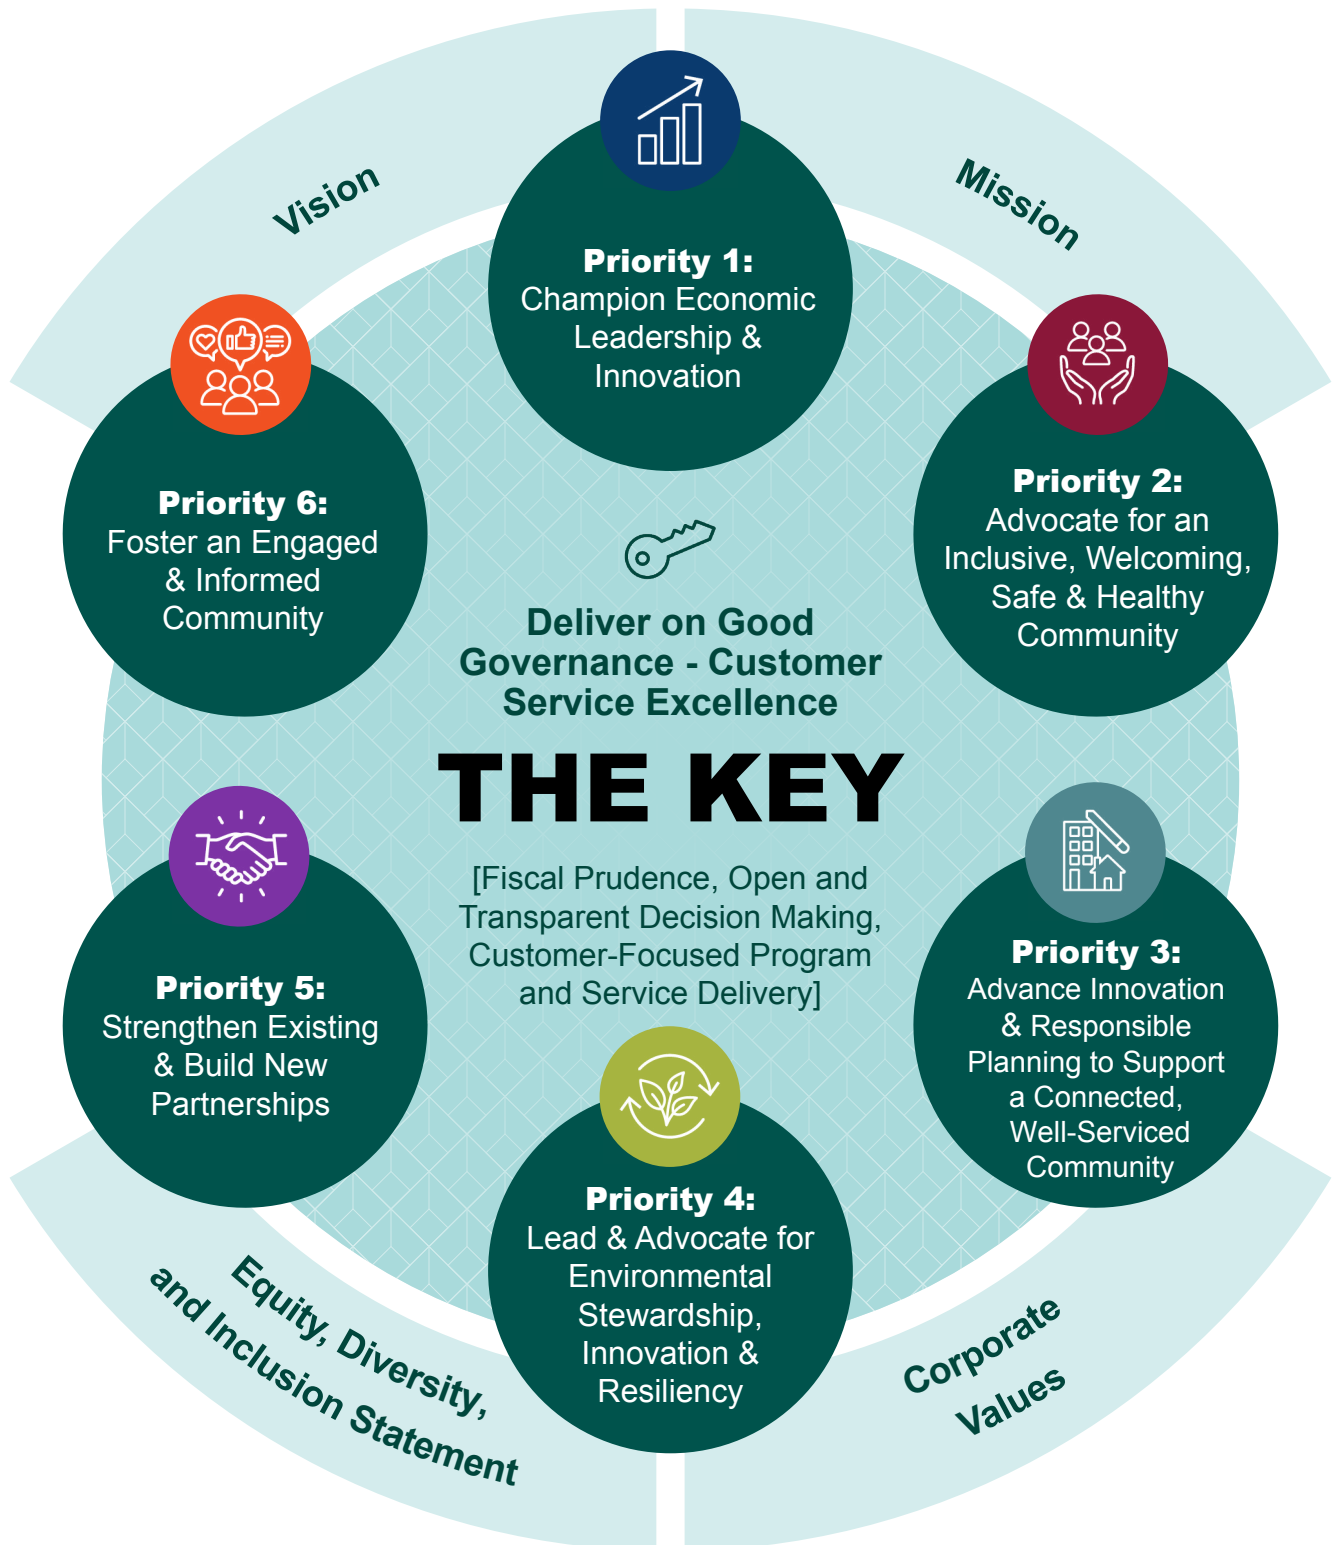 Vision
Mission
Priority 1:
Champion Economic
Leadership &
Innovation
Priority 2:
Advocate for an
Inclusive, Welcoming,
Safe & Healthy
Community
Priority 6:
Foster an Engaged
& Informed
Community
Deliver on Good
Governance - Customer
Service Excellence
THE KEY
[Fiscal Prudence, Open and
Transparent Decision Making,
Customer-Focused Program
and Service Delivery]
Priority 3:
Advance Innovation
& Responsible
Planning to Support
a Connected,
Well-Serviced
Community
Priority 5:
Strengthen Existing
& Build New
Partnerships
Priority 4:
Lead & Advocate for
Environmental
Stewardship,
Innovation &
Resiliency
Equity, Diversity,
and Inclusion Statement
Corporate
Values